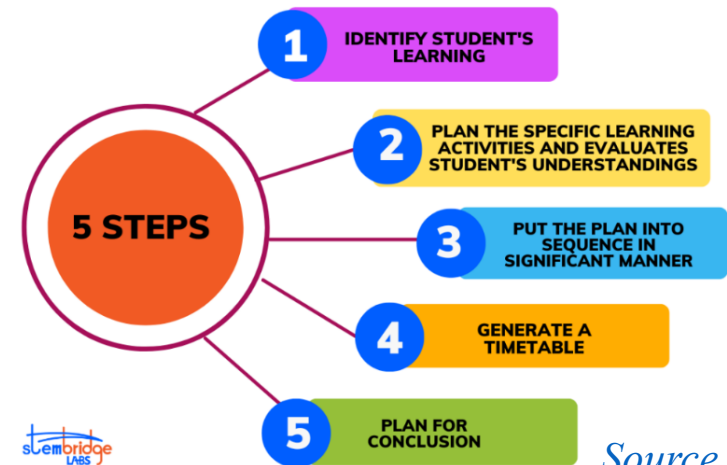 1
IDENTIFY STUDENT'S
LEARNING
2
PLAN THE SPECIFIC LEARNING
ACTIVITIES AND EVALUATES
STUDENT'S UNDERSTANDINGS
5 STEPS
3
PUT THE PLAN INTO
SEQUENCE IN
SIGNIFICANT MANNER
4
GENERATE A
TIMETABLE
5
PLAN FOR
CONCLUSION
stembridge
LABS
Source